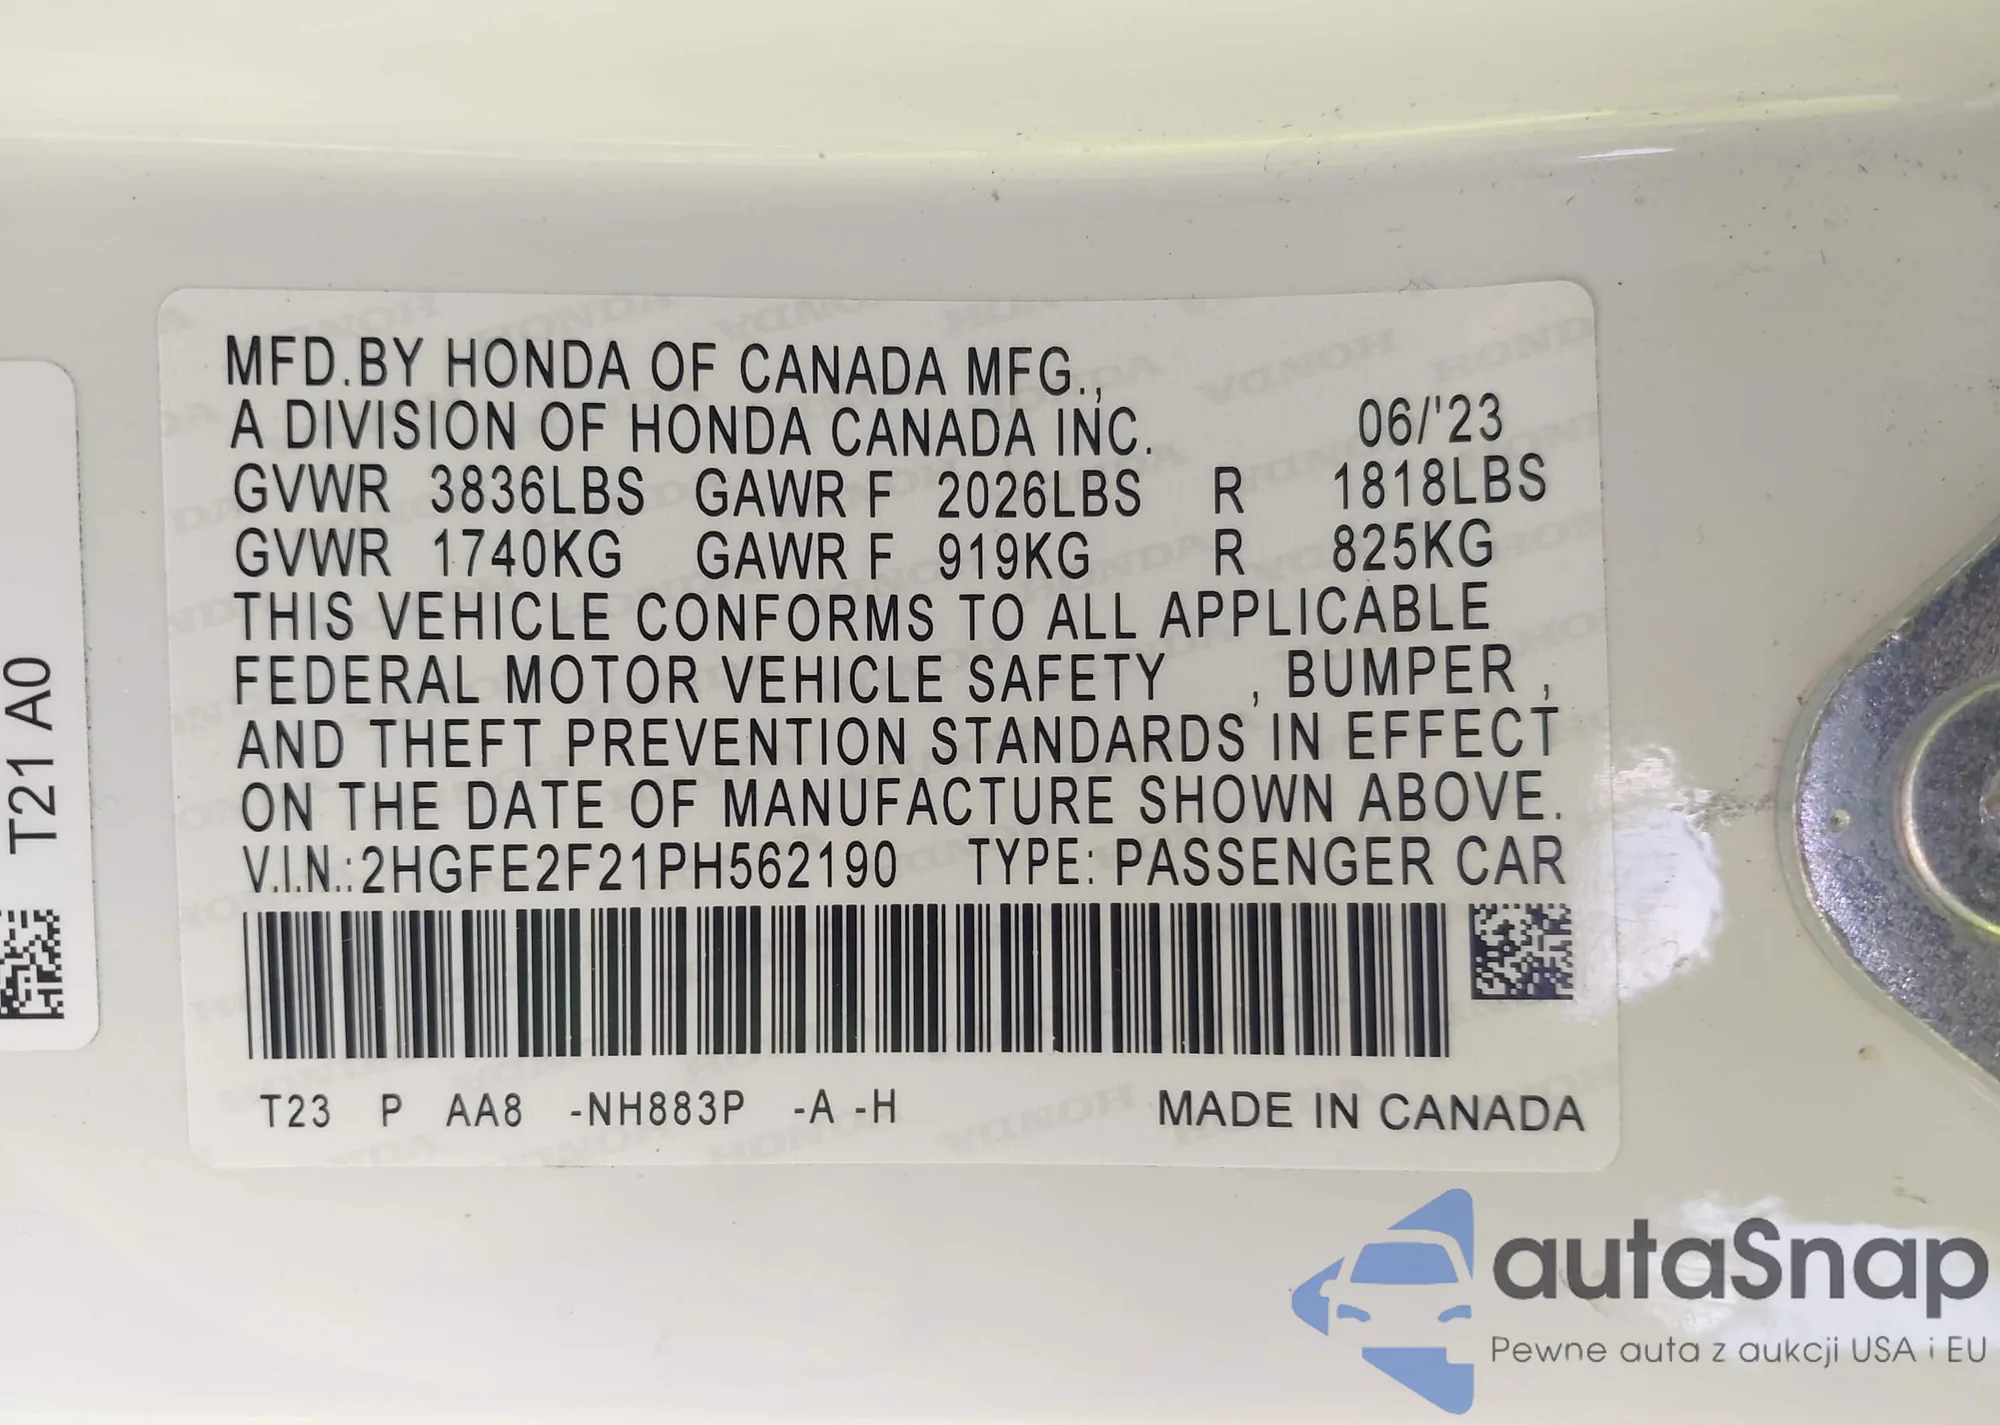 MFD.BY HONDA OF CANADA MFG.,
A DIVISION OF HONDA CANADA INC. 06/'23
GVWR 3836LBS GAWR F 2026LBS R 1818LBS
GVWR 1740KG GAWR F 919KG R 825KG
THIS VEHICLE CONFORMS TO ALL APPLICABLE
FEDERAL MOTOR VEHICLE SAFETY , BUMPER ,
AND THEFT PREVENTION STANDARDS IN EFFECT
ON THE DATE OF MANUFACTURE SHOWN ABOVE.
V.I.N.:2HGFE2F21PH562190 TYPE: PASSENGER CAR
T23 P AA8 -NH883P -A -H MADE IN CANADA
T21 A0
autaSnap
Pewne auta z aukcji USA i EU